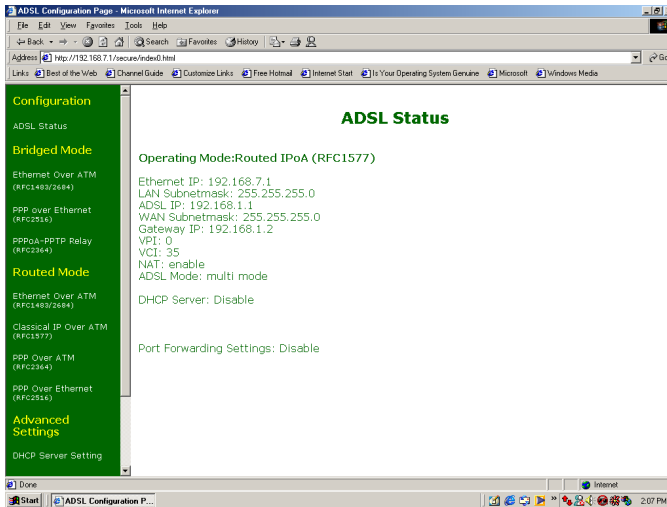 ADSL Configuration Page - Microsoft Internet Explorer
File Edit View Favorites Tools Help
Back Search Favorites History
Address http://192.168.7.1/secure/index0.html Go
Links Best of the Web Channel Guide Customize Links Free Hotmail Internet Start Is Your Operating System Genuine Microsoft Windows Media
Configuration
ADSL Status
Bridged Mode
Ethernet Over ATM
(RFC1483/2684)
PPP over Ethernet
(RFC2516)
PPPoA-PPTP Relay
(RFC2364)
Routed Mode
Ethernet Over ATM
(RFC1483/2684)
Classical IP Over ATM
(RFC1577)
PPP Over ATM
(RFC2364)
PPP Over Ethernet
(RFC2516)
Advanced
Settings
DHCP Server Setting
ADSL Status
Operating Mode:Routed IPoA (RFC1577)
Ethernet IP: 192.168.7.1
LAN Subnetmask: 255.255.255.0
ADSL IP: 192.168.1.1
WAN Subnetmask: 255.255.255.0
Gateway IP: 192.168.1.2
VPI: 0
VCI: 35
NAT: enable
ADSL Mode: multi mode
DHCP Server: Disable
Port Forwarding Settings: Disable
Done Internet
Start ADSL Configuration P... 2:07 PM